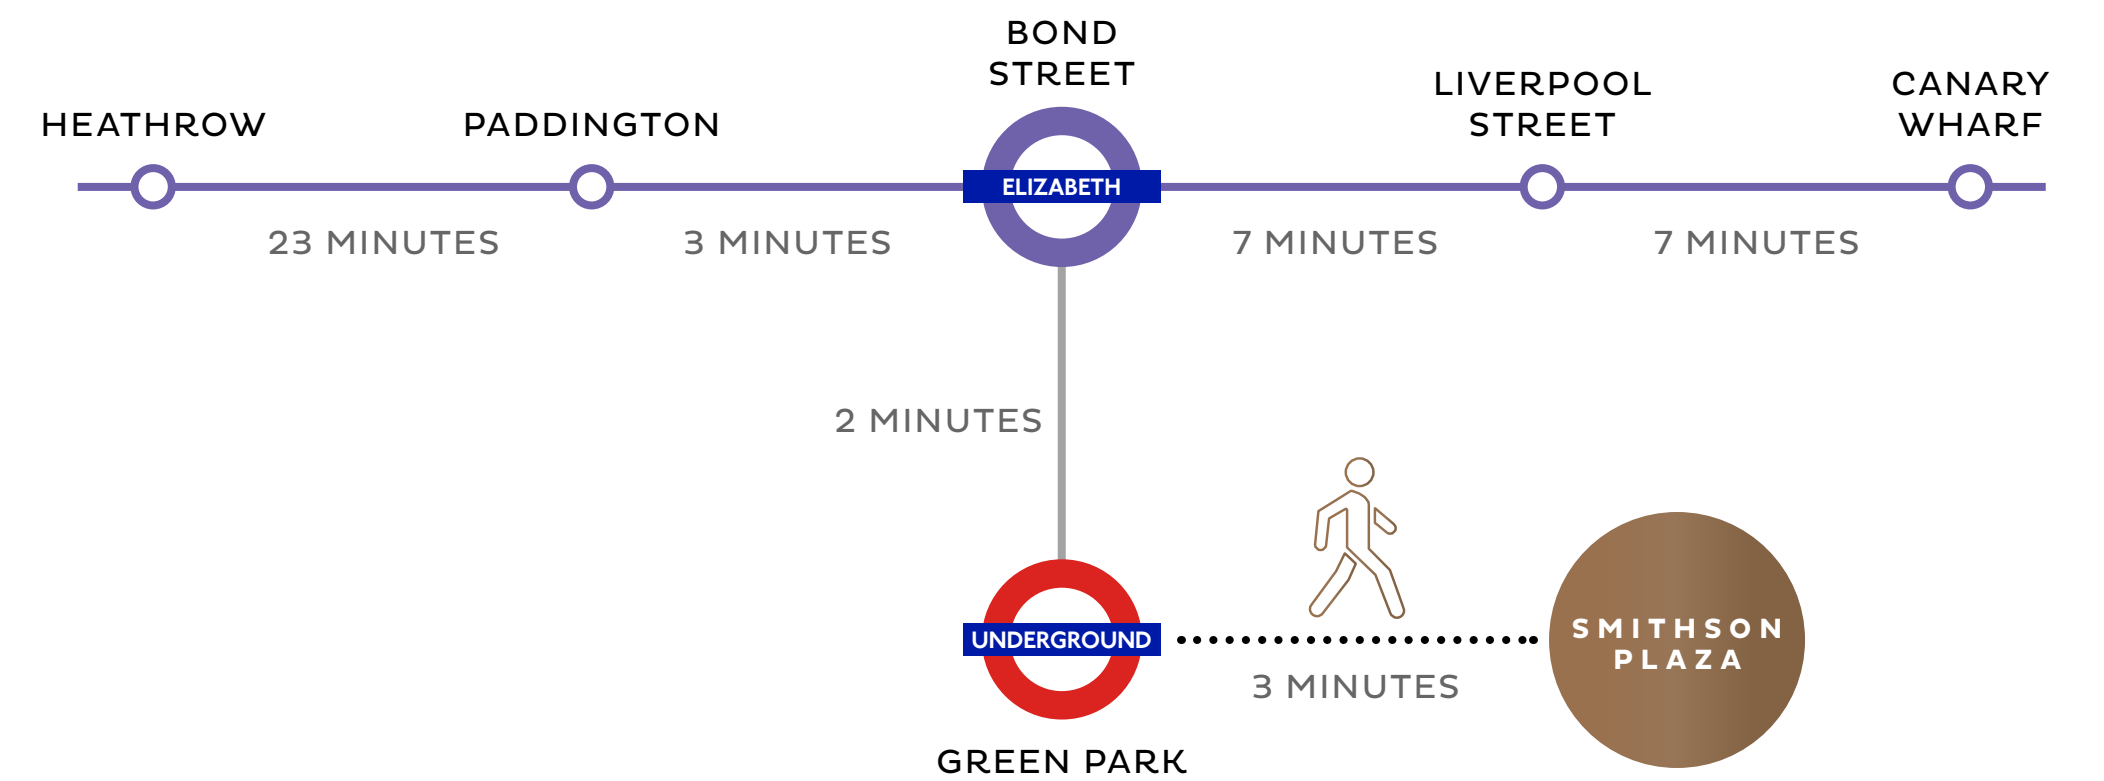 BOND
STREET
LIVERPOOL
STREET
CANARY
WHARF
HEATHROW
PADDINGTON
ELIZABETH
23 MINUTES
3 MINUTES
7 MINUTES
7 MINUTES
2 MINUTES
UNDERGROUND
SMITHSON
PLAZA
3 MINUTES
GREEN PARK